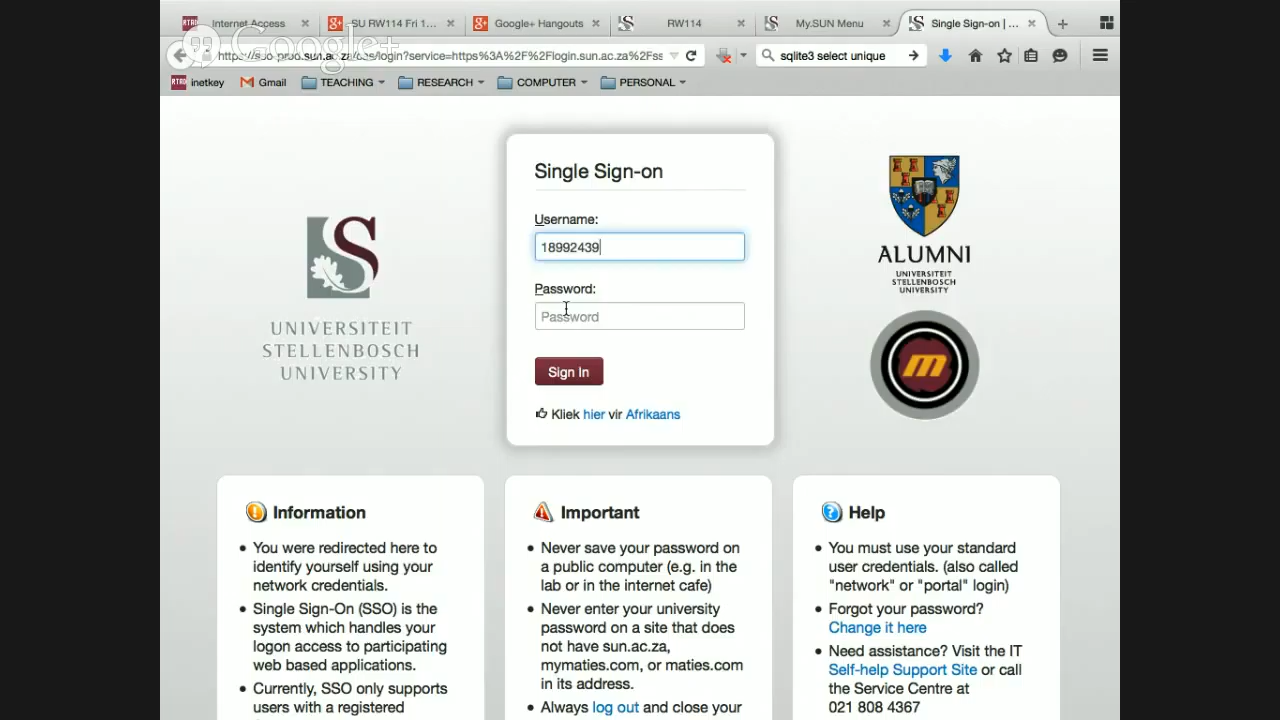 Internet Access
SU RW114 Fri 1...
Google+ Hangouts
RW114
My.SUN Menu
Single Sign-on | ...
Google+
login?service=https%3A%2F%2Flogin.sun.ac.za%2Fss
sqlite3 select unique
inetkey
Gmail
TEACHING
RESEARCH
COMPUTER
PERSONAL
Single Sign-on
Username:
18992439
Password:
Password
Sign In
Kliek hier vir Afrikaans
UNIVERSITEIT
STELLENBOSCH
UNIVERSITY
ALUMNI
UNIVERSITEIT
STELLENBOSCH
UNIVERSITY
Information
You were redirected here to
identify yourself using your
network credentials.
Single Sign-On (SSO) is the
system which handles your
logon access to participating
web based applications.
Currently, SSO only supports
users with a registered
Important
Never save your password on
a public computer (e.g. in the
lab or in the internet cafe)
Never enter your university
password on a site that does
not have sun.ac.za,
mymaties.com, or maties.com
in its address.
Always log out and close your
Help
You must use your standard
user credentials. (also called
"network" or "portal" login)
Forgot your password?
Change it here
Need assistance? Visit the IT
Self-help Support Site or call
the Service Centre at
021 808 4367